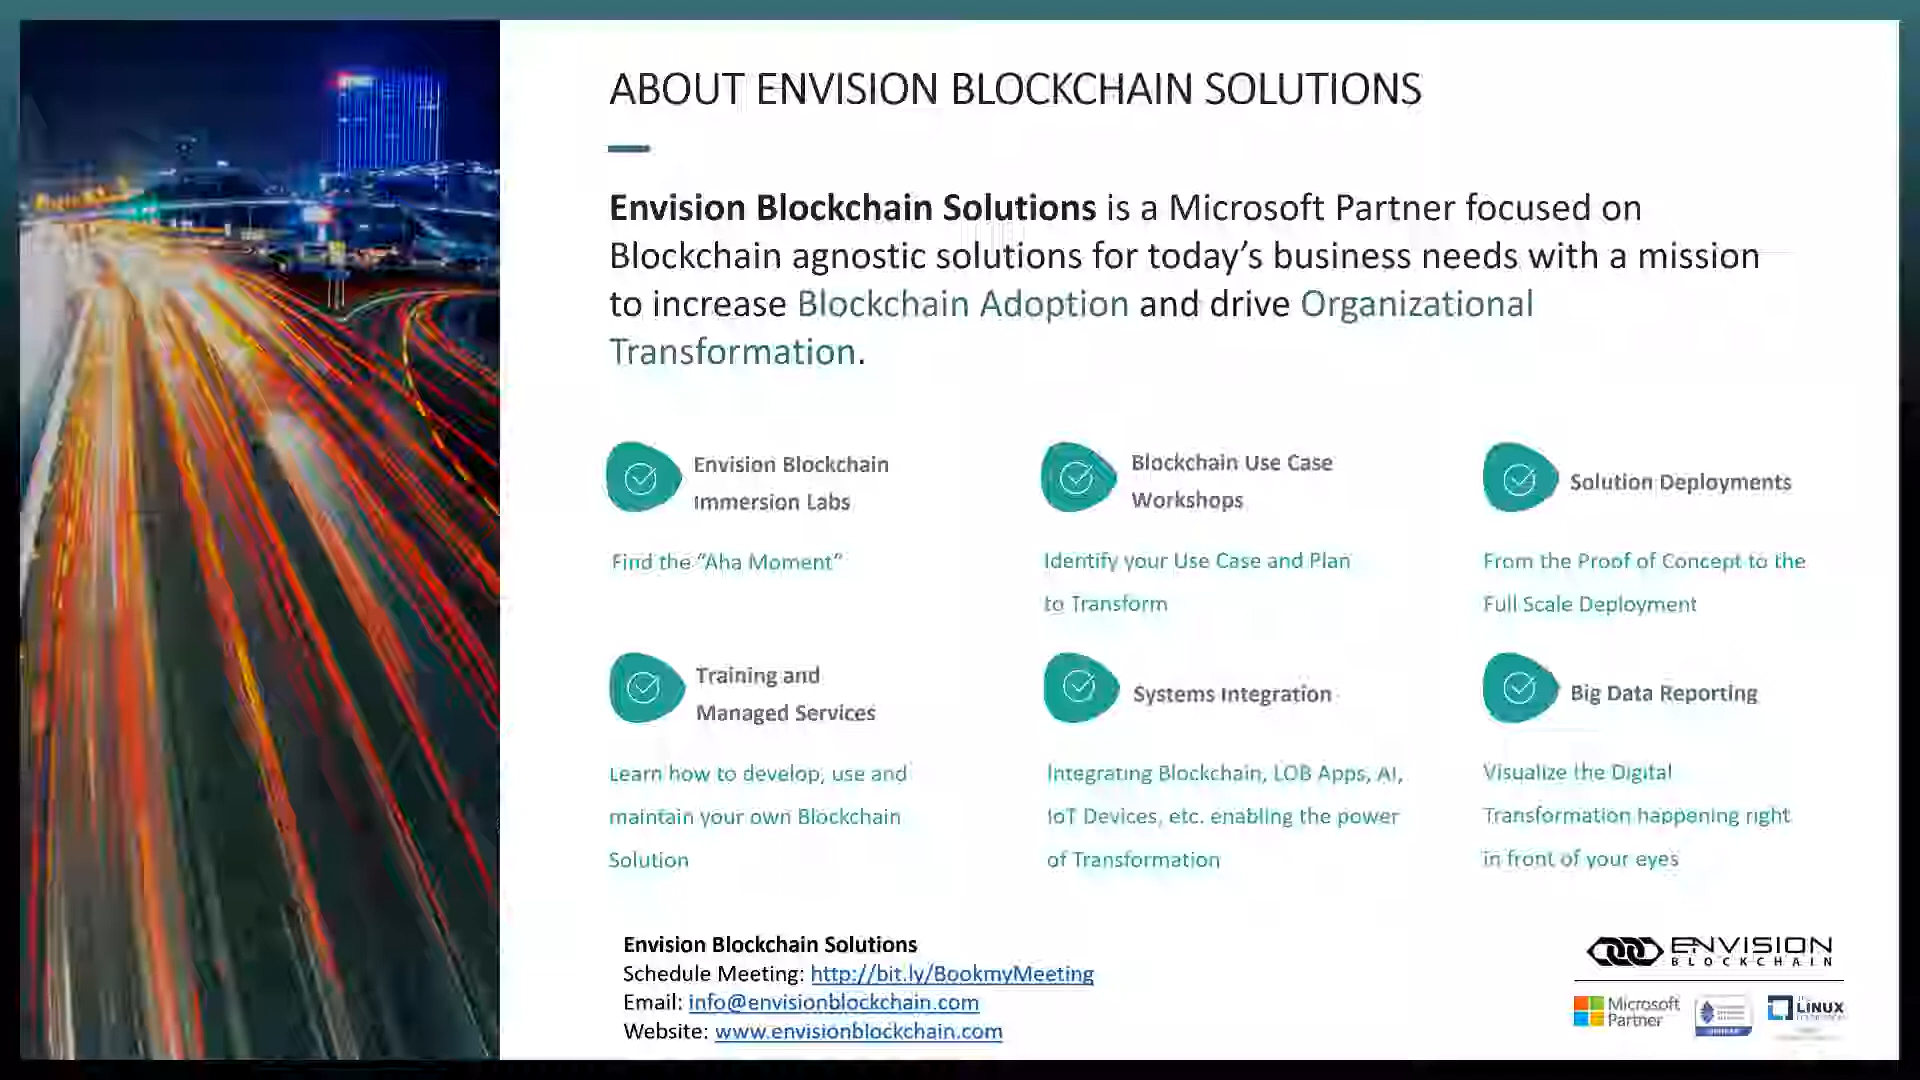 ABOUT ENVISION BLOCKCHAIN SOLUTIONS
Envision Blockchain Solutions is a Microsoft Partner focused on
Blockchain agnostic solutions for today’s business needs with a mission
to increase Blockchain Adoption and drive Organizational
Transformation.
Envision Blockchain
Immersion Labs
Find the “Aha Moment”
Blockchain Use Case
Workshops
Identify your Use Case and Plan
to Transform
Solution Deployments
From the Proof of Concept to the
Full Scale Deployment
Training and
Managed Services
Learn how to develop, use and
maintain your own Blockchain
Solution
Systems Integration
Integrating Blockchain, LOB Apps, AI,
IoT Devices, etc. enabling the power
of Transformation
Big Data Reporting
Visualize the Digital
Transformation happening right
in front of your eyes
Envision Blockchain Solutions
Schedule Meeting: http://bit.ly/BookmyMeeting
Email: info@envisionblockchain.com
Website: www.envisionblockchain.com
ENVISION
BLOCKCHAIN
Microsoft
Partner
LINUX